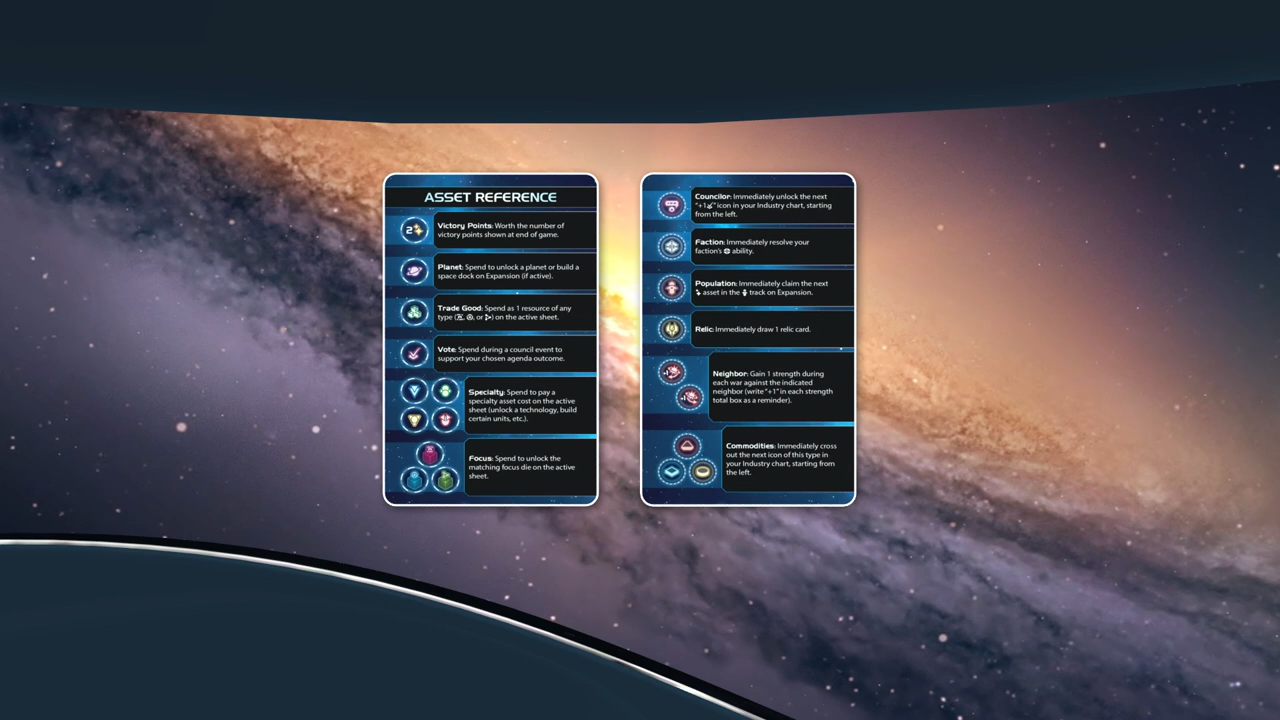 ASSET REFERENCE
2
Victory Points: Worth the number of
victory points shown at end of game.
Planet: Spend to unlock a planet or build a
space dock on Expansion (if active).
Trade Good: Spend as 1 resource of any
type ( , , or ) on the active sheet.
Vote: Spend during a council event to
support your chosen agenda outcome.
Specialty: Spend to pay a
specialty asset cost on the active
sheet (unlock a technology, build
certain units, etc.).
Focus: Spend to unlock the
matching focus die on the active
sheet.
Councilor: Immediately unlock the next
"+1 " icon in your Industry chart, starting
from the left.
Faction: Immediately resolve your
faction's ability.
Population: Immediately claim the next
asset in the track on Expansion.
Relic: Immediately draw 1 relic card.
+1
+1
Neighbor: Gain 1 strength during
each war against the indicated
neighbor (write "+1" in each strength
total box as a reminder).
Commodities: Immediately cross
out the next icon of this type in
your Industry chart, starting from
the left.